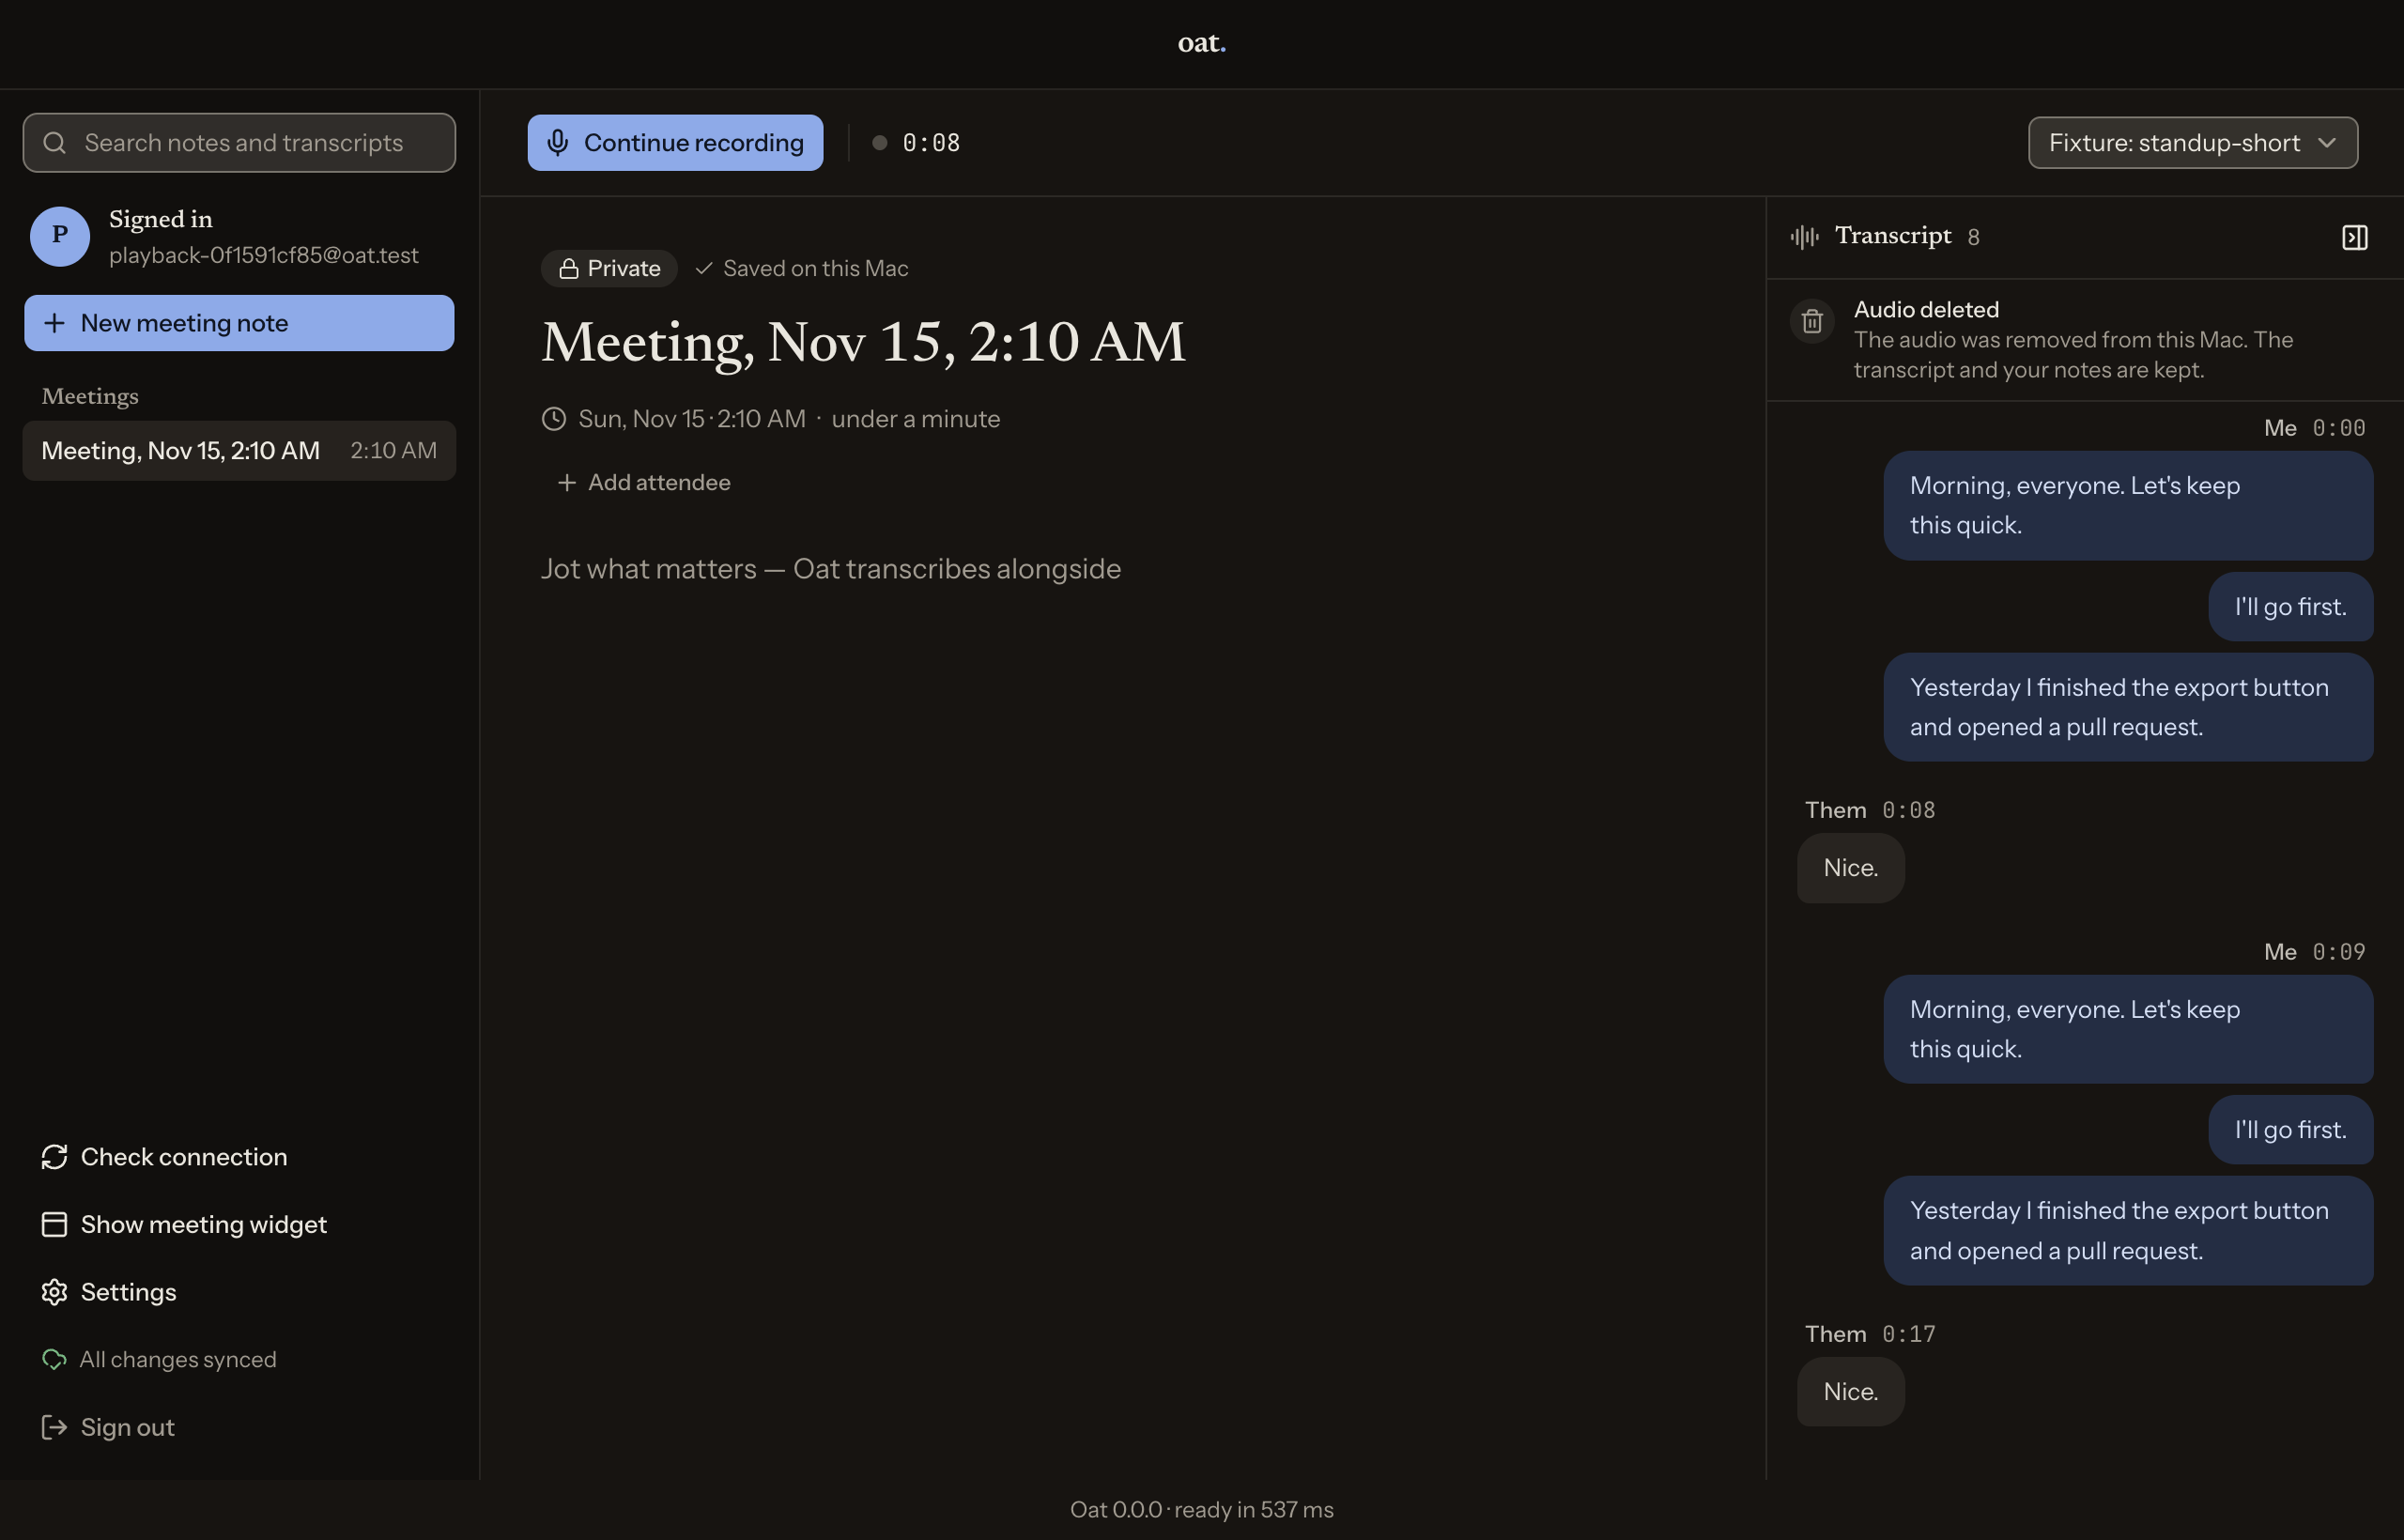 oat.
Search notes and transcripts
P
Signed in
playback-0f1591cf85@oat.test
New meeting note
Meetings
Meeting, Nov 15, 2:10 AM 2:10 AM
Check connection
Show meeting widget
Settings
All changes synced
Sign out
Continue recording
0:08
Fixture: standup-short
Private
Saved on this Mac
Meeting, Nov 15, 2:10 AM
Sun, Nov 15 · 2:10 AM · under a minute
Add attendee
Jot what matters — Oat transcribes alongside
Transcript 8
Audio deleted
The audio was removed from this Mac. The
transcript and your notes are kept.
Me 0:00
Morning, everyone. Let's keep
this quick.
I'll go first.
Yesterday I finished the export button
and opened a pull request.
Them 0:08
Nice.
Me 0:09
Morning, everyone. Let's keep
this quick.
I'll go first.
Yesterday I finished the export button
and opened a pull request.
Them 0:17
Nice.
Oat 0.0.0 · ready in 537 ms